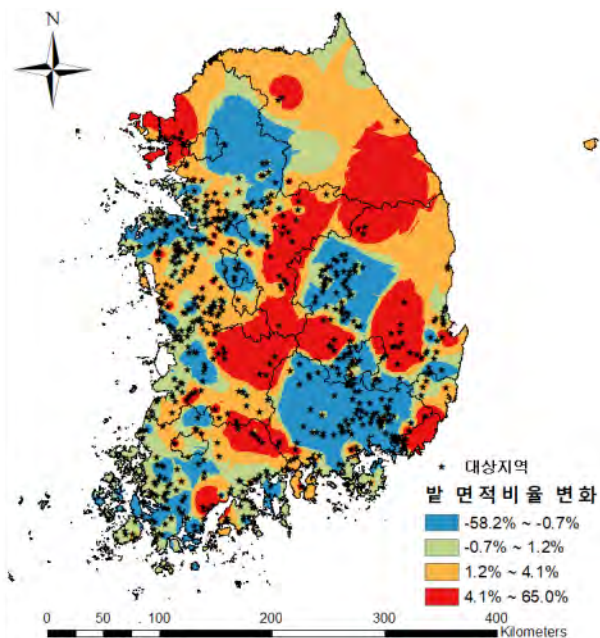 N
대상지역
밭 면적비율 변화
-58.2% ~ -0.7%
-0.7% ~ 1.2%
1.2% ~ 4.1%
4.1% ~ 65.0%
0 50 100 200 300 400
Kilometers